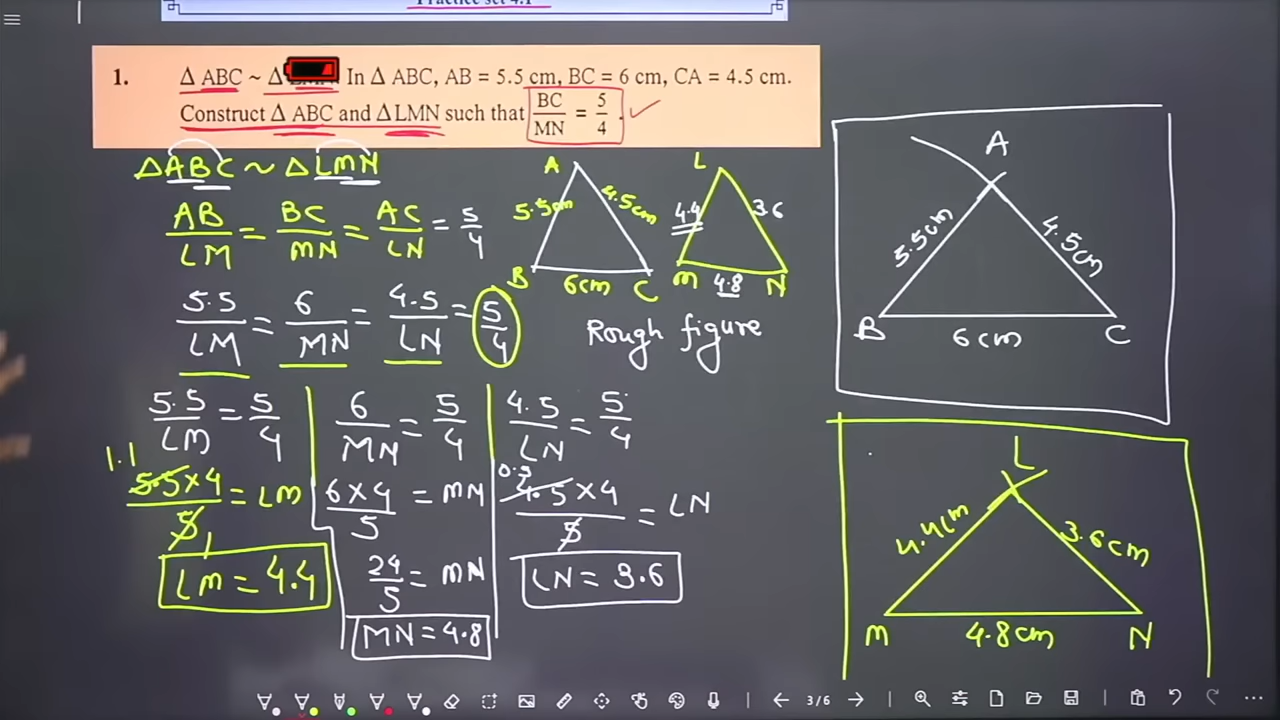 Practice set 4.1
1. Δ ABC ~ Δ LMN In Δ ABC, AB = 5.5 cm, BC = 6 cm, CA = 4.5 cm.
Construct Δ ABC and Δ LMN such that BC/MN = 5/4 .
Δ ABC ~ Δ LMN
AB/LM = BC/MN = AC/LN = 5/4
5.5/LM = 6/MN = 4.5/LN = 5/4
A
5.5cm 4.5cm
B 6cm C
L
4.4 3.6
M 4.8 N
Rough figure
5.5/LM = 5/4
1.1
5.5×4/5 = LM
1
LM = 4.4
6/MN = 5/4
6×4/5 = MN
24/5 = MN
MN = 4.8
4.5/LN = 5/4
0.9
4.5×4/5 = LN
LN = 3.6
A
5.5cm 4.5cm
B 6cm C
L
4.4cm 3.6cm
M 4.8cm N
3/6